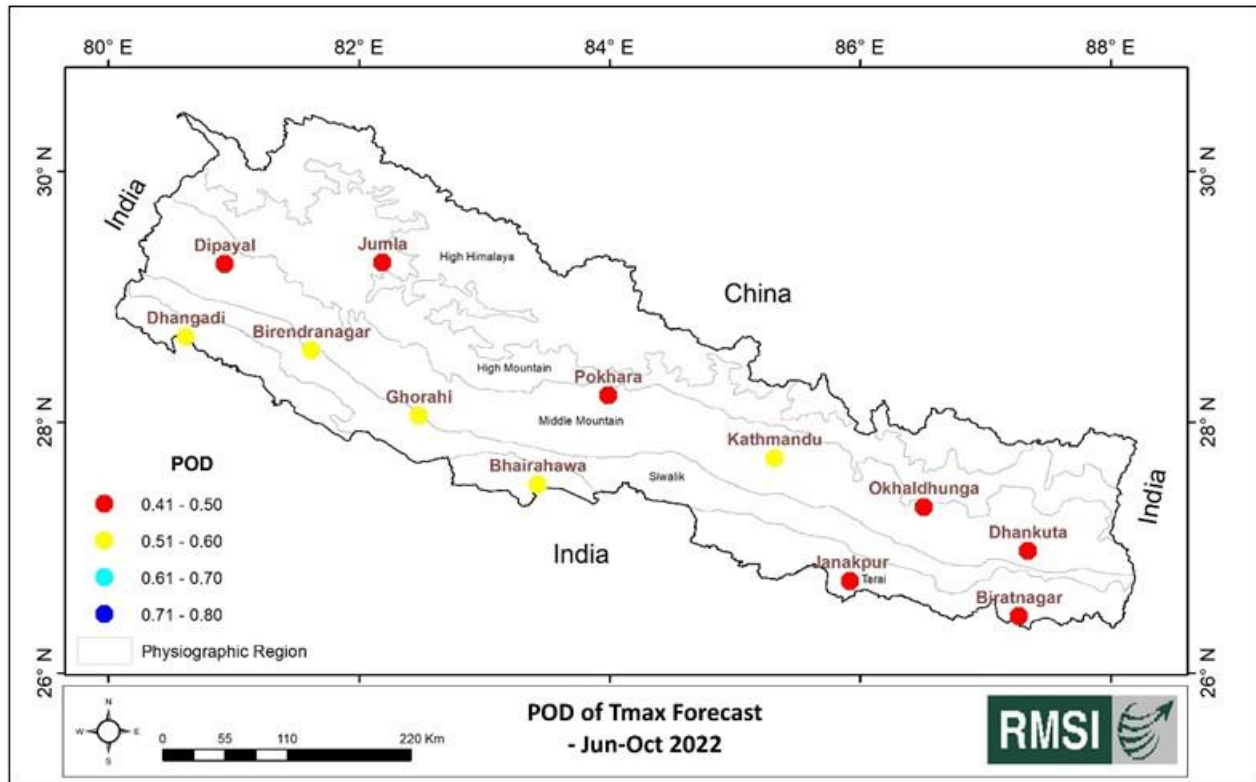 80° E 82° E 84° E 86° E 88° E
30° N
30° N
India
Dipayal
Jumla
High Himalaya
China
Dhangadi
Birendranagar
High Mountain
Pokhara
Ghorahi
Middle Mountain
28° N
28° N
Kathmandu
Bhairahawa
Siwalik
Okhaldhunga
India
Dhankuta
India
Janakpur
Tarai
Biratnagar
POD
0.41 - 0.50
0.51 - 0.60
0.61 - 0.70
0.71 - 0.80
Physiographic Region
26° N
26° N
N
W E
S
0 55 110 220 Km
POD of Tmax Forecast
- Jun-Oct 2022
RMSI